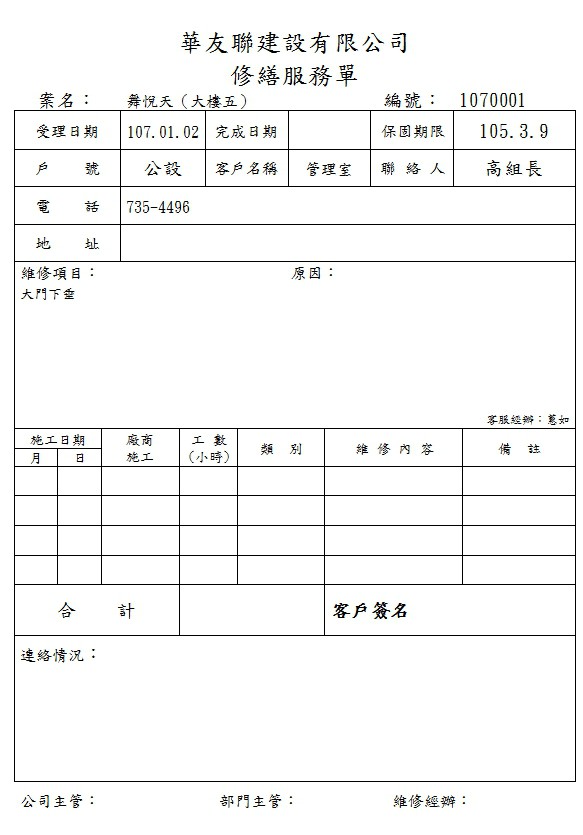 華友聯建設有限公司
修繕服務單
案名： 舞悅天（大樓五） 編號： 1070001
受理日期 107.01.02 完成日期 保固期限 105.3.9
戶 號 公設 客戶名稱 管理室 聯 絡 人 高組長
電 話 735-4496
地 址
維修項目： 原因：
大門下垂
客服經辦：蕙如
施工日期 廠商 工 數 類 別 維 修 內 容 備 註
月 日 施工 （小時）
合 計 客戶簽名
連絡情況：
公司主管： 部門主管： 維修經辦：